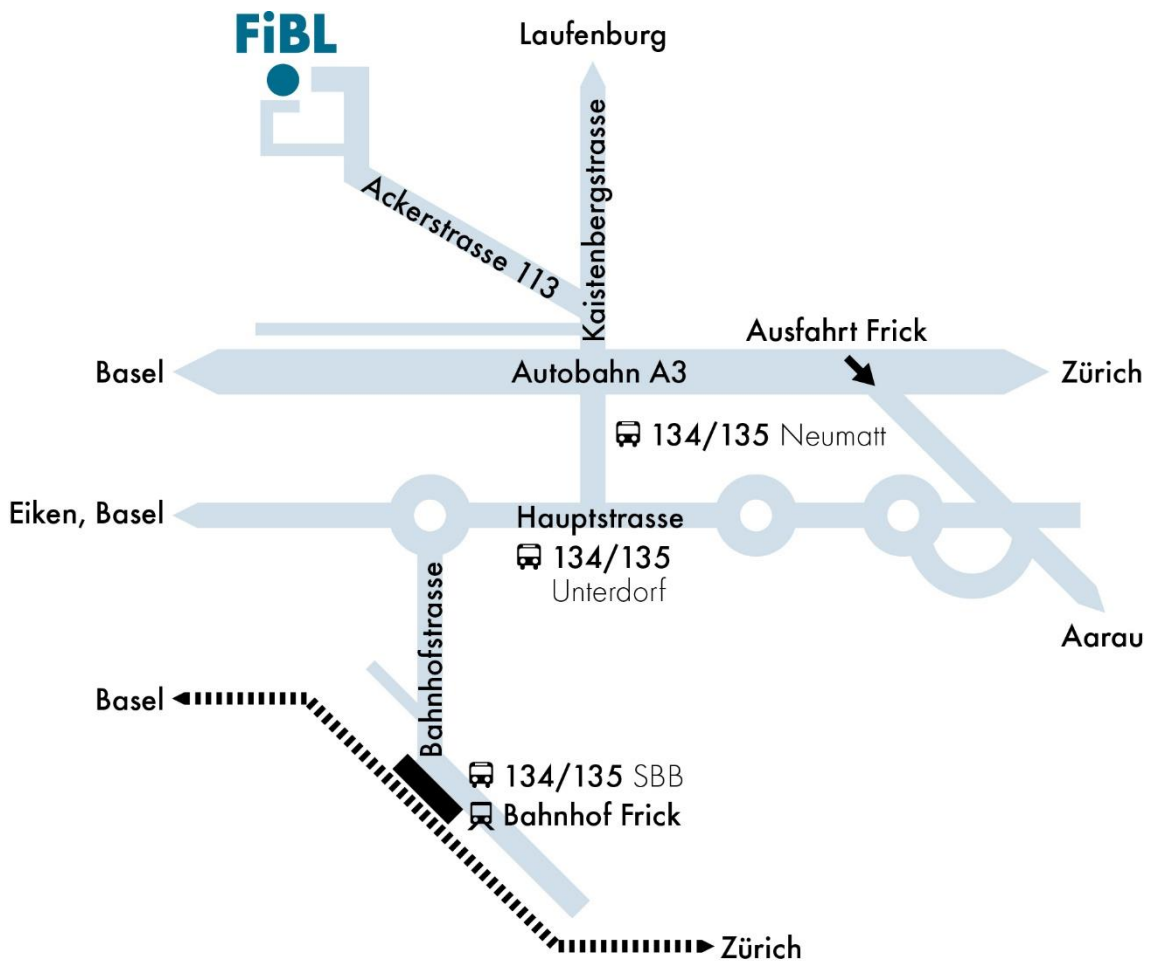 FiBL
Laufenburg
Kaistenbergstrasse
Ackerstrasse 113
Ausfahrt Frick
Basel
Autobahn A3
Zürich
134/135 Neumatt
Eiken, Basel
Hauptstrasse
134/135
Unterdorf
Bahnhofstrasse
Aarau
Basel
134/135 SBB
Bahnhof Frick
Zürich